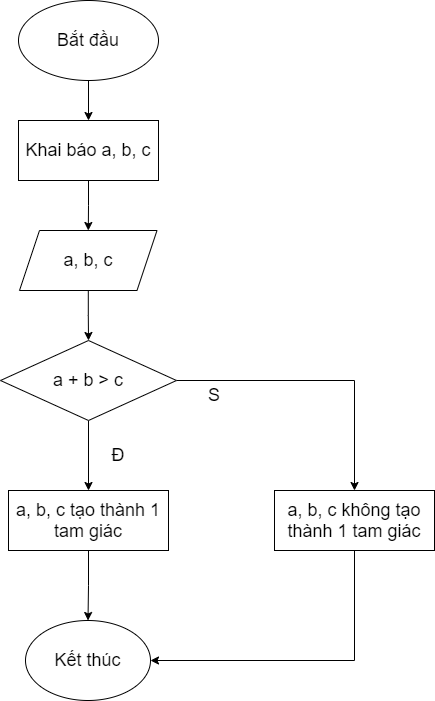 Bắt đầu
Khai báo a, b, c
a, b, c
a + b > c
S
Đ
a, b, c tạo thành 1
tam giác
a, b, c không tạo
thành 1 tam giác
Kết thúc